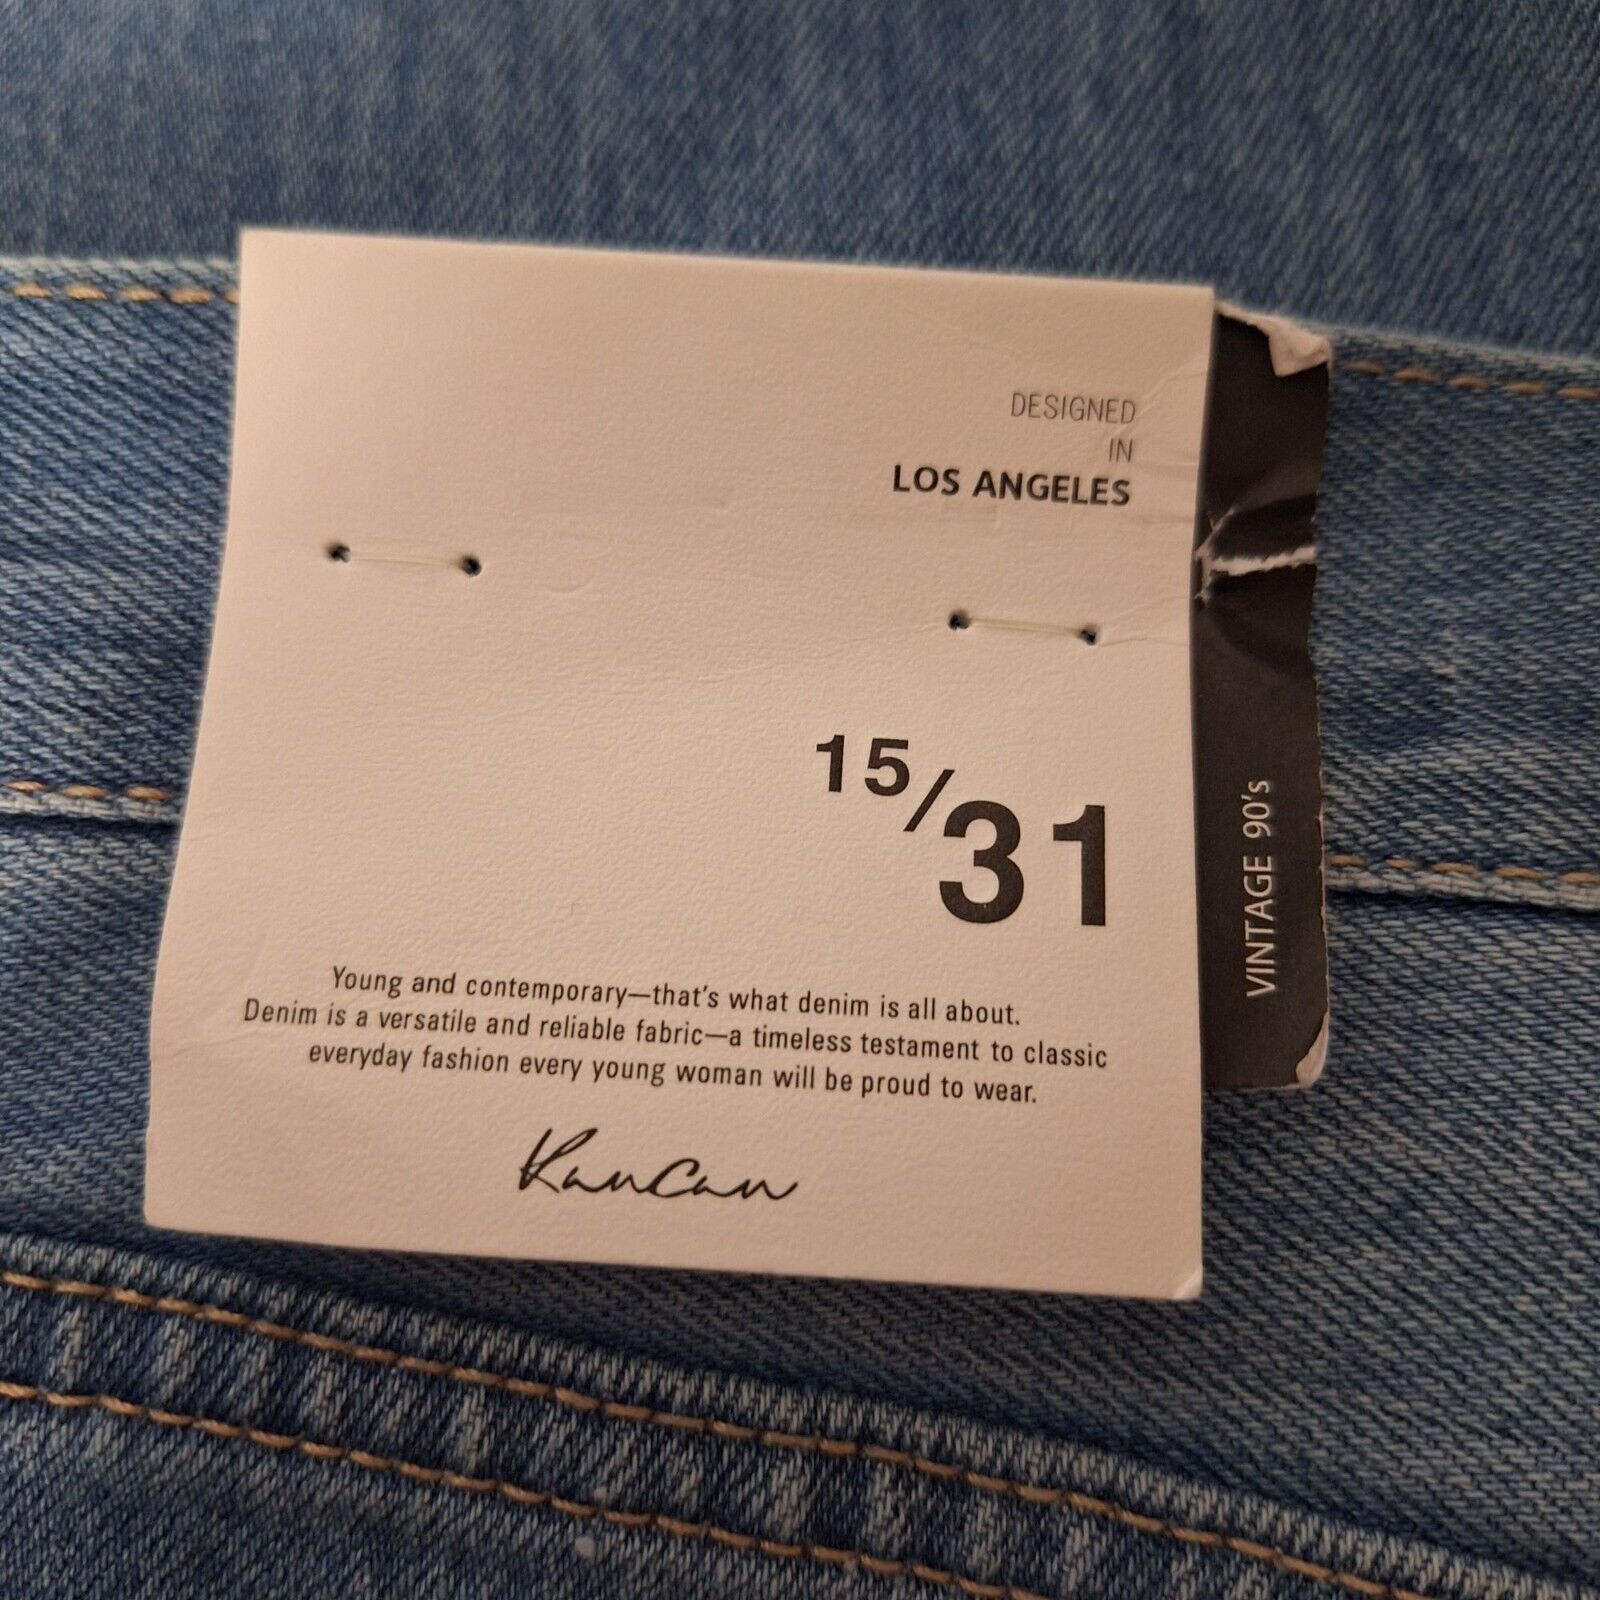 DESIGNED
IN
LOS ANGELES
15/31
Young and contemporary—that's what denim is all about.
Denim is a versatile and reliable fabric—a timeless testament to classic
everyday fashion every young woman will be proud to wear.
KanCan
VINTAGE 90's